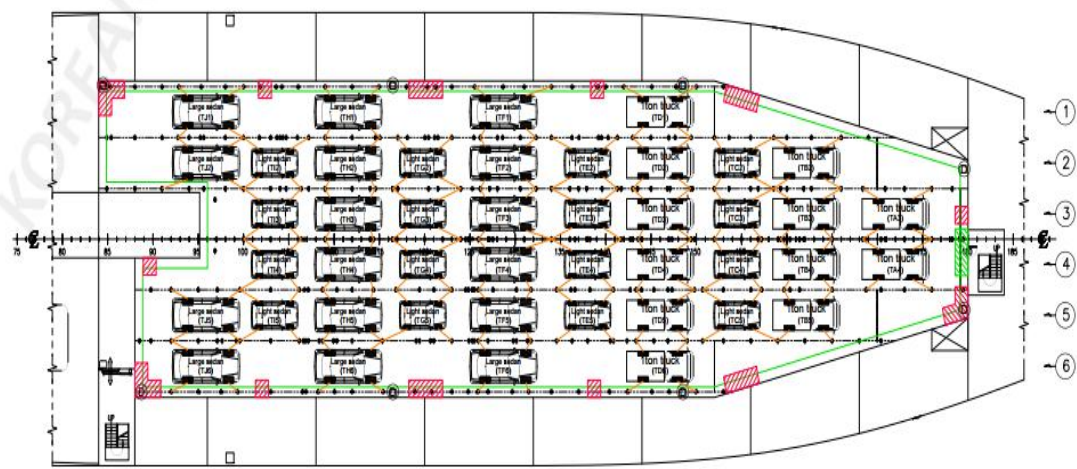 KOREA
Large sedan Large sedan Large sedan 1ton truck
(TJ1) (TH1) (TF1) (TD1) 1
Large sedan Light sedan Large sedan Light sedan Large sedan Light sedan 1ton truck Light sedan 1ton truck
(TJ2) (TI2) (TH2) (TG2) (TF2) (TE2) (TD2) (TC2) (TB2) 2
Light sedan Large sedan Light sedan Large sedan Light sedan 1ton truck Light sedan 1ton truck 1ton truck
(TI3) (TH3) (TG3) (TF3) (TE3) (TD3) (TC3) (TB3) (TA3) 3
75 80 90 95 100 185
Light sedan Large sedan Light sedan Large sedan Light sedan 1ton truck Light sedan 1ton truck 1ton truck
(TI4) (TH4) (TG4) (TF4) (TE4) (TD4) (TC4) (TB4) (TA4) 4
Large sedan Light sedan Large sedan Light sedan Large sedan Light sedan 1ton truck Light sedan 1ton truck
(TJ5) (TI5) (TH5) (TG5) (TF5) (TE5) (TD5) (TC5) (TB5) 5
Large sedan Large sedan Large sedan 1ton truck
(TJ6) (TH6) (TF6) (TD6) 6